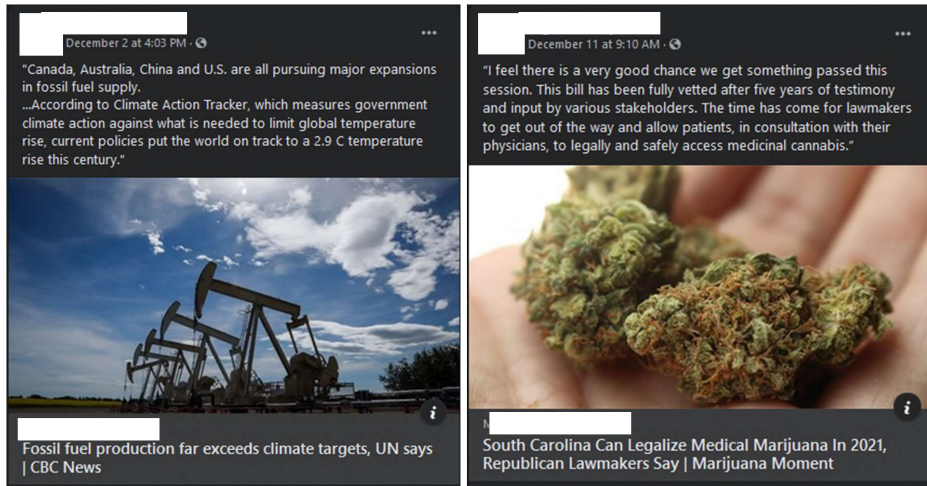 December 2 at 4:03 PM ·
"Canada, Australia, China and U.S. are all pursuing major expansions
in fossil fuel supply.
...According to Climate Action Tracker, which measures government
climate action against what is needed to limit global temperature
rise, current policies put the world on track to a 2.9 C temperature
rise this century."
Fossil fuel production far exceeds climate targets, UN says
| CBC News
December 11 at 9:10 AM ·
“I feel there is a very good chance we get something passed this
session. This bill has been fully vetted after five years of testimony
and input by various stakeholders. The time has come for lawmakers
to get out of the way and allow patients, in consultation with their
physicians, to legally and safely access medicinal cannabis.”
South Carolina Can Legalize Medical Marijuana In 2021,
Republican Lawmakers Say | Marijuana Moment